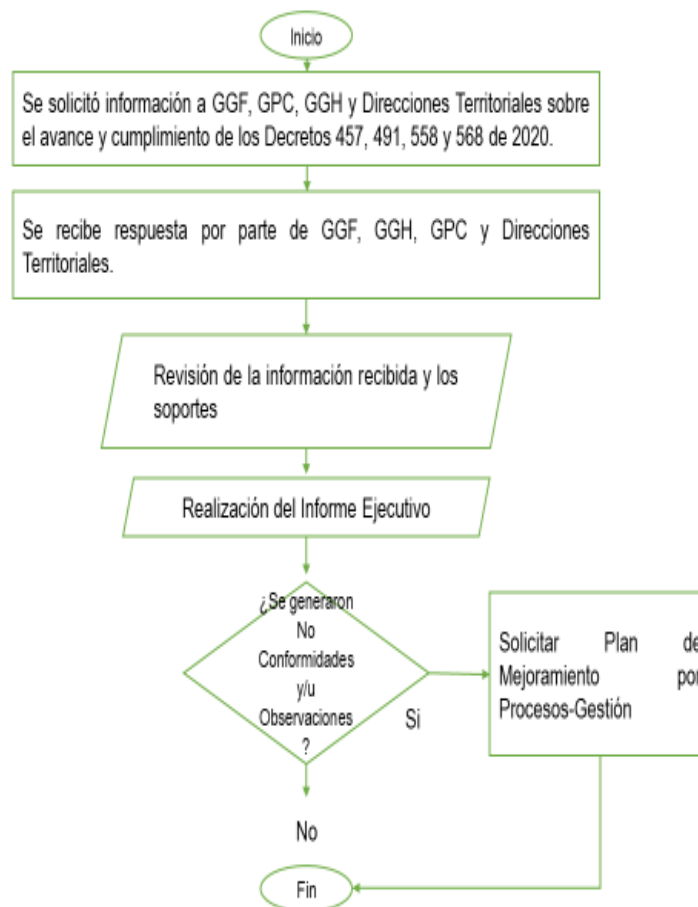 Inicio
Se solicitó información a GGF, GPC, GGH y Direcciones Territoriales sobre
el avance y cumplimiento de los Decretos 457, 491, 558 y 568 de 2020.
Se recibe respuesta por parte de GGF, GGH, GPC y Direcciones
Territoriales.
Revisión de la información recibida y los
soportes
Realización del Informe Ejecutivo
¿Se generaron
No
Conformidades
y/u
Observaciones
?
Si
Solicitar Plan de
Mejoramiento por
Procesos-Gestión
No
Fin